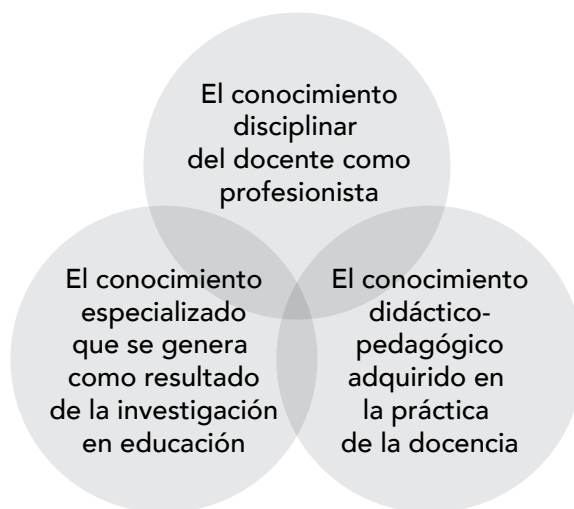 El conocimiento
disciplinar
del docente como
profesionista
El conocimiento
especializado
que se genera
como resultado
de la investigación
en educación
El conocimiento
didáctico-
pedagógico
adquirido en
la práctica
de la docencia